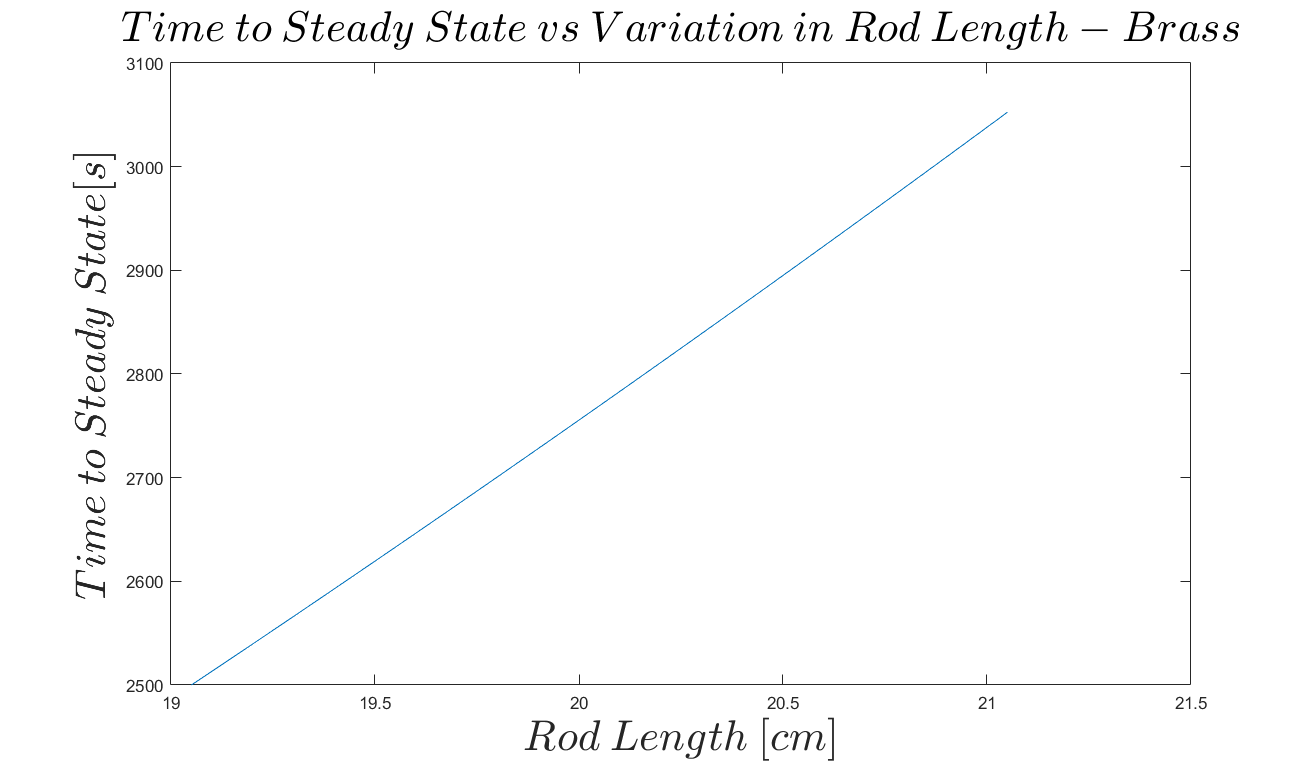 Time to Steady State vs Variation in Rod Length - Brass
3100
3000
2900
2800
2700
2600
2500
Time to Steady State[s]
19 19.5 20 20.5 21 21.5
Rod Length [cm]